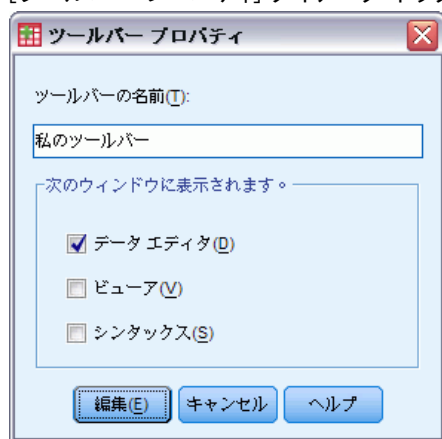 ツールバー プロパティ
ツールバーの名前(T):
私のツールバー
次のウィンドウに表示されます。
データ エディタ(D)
ビューア(V)
シンタックス(S)
編集(E) キャンセル ヘルプ